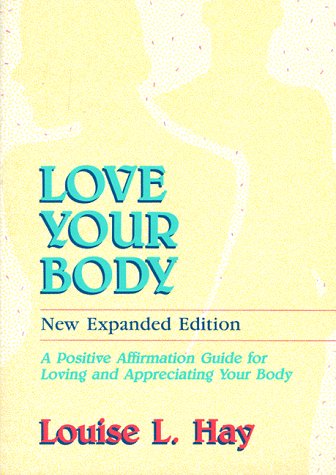 LOVE
YOUR
BODY
New Expanded Edition
A Positive Affirmation Guide for
Loving and Appreciating Your Body
Louise L. Hay